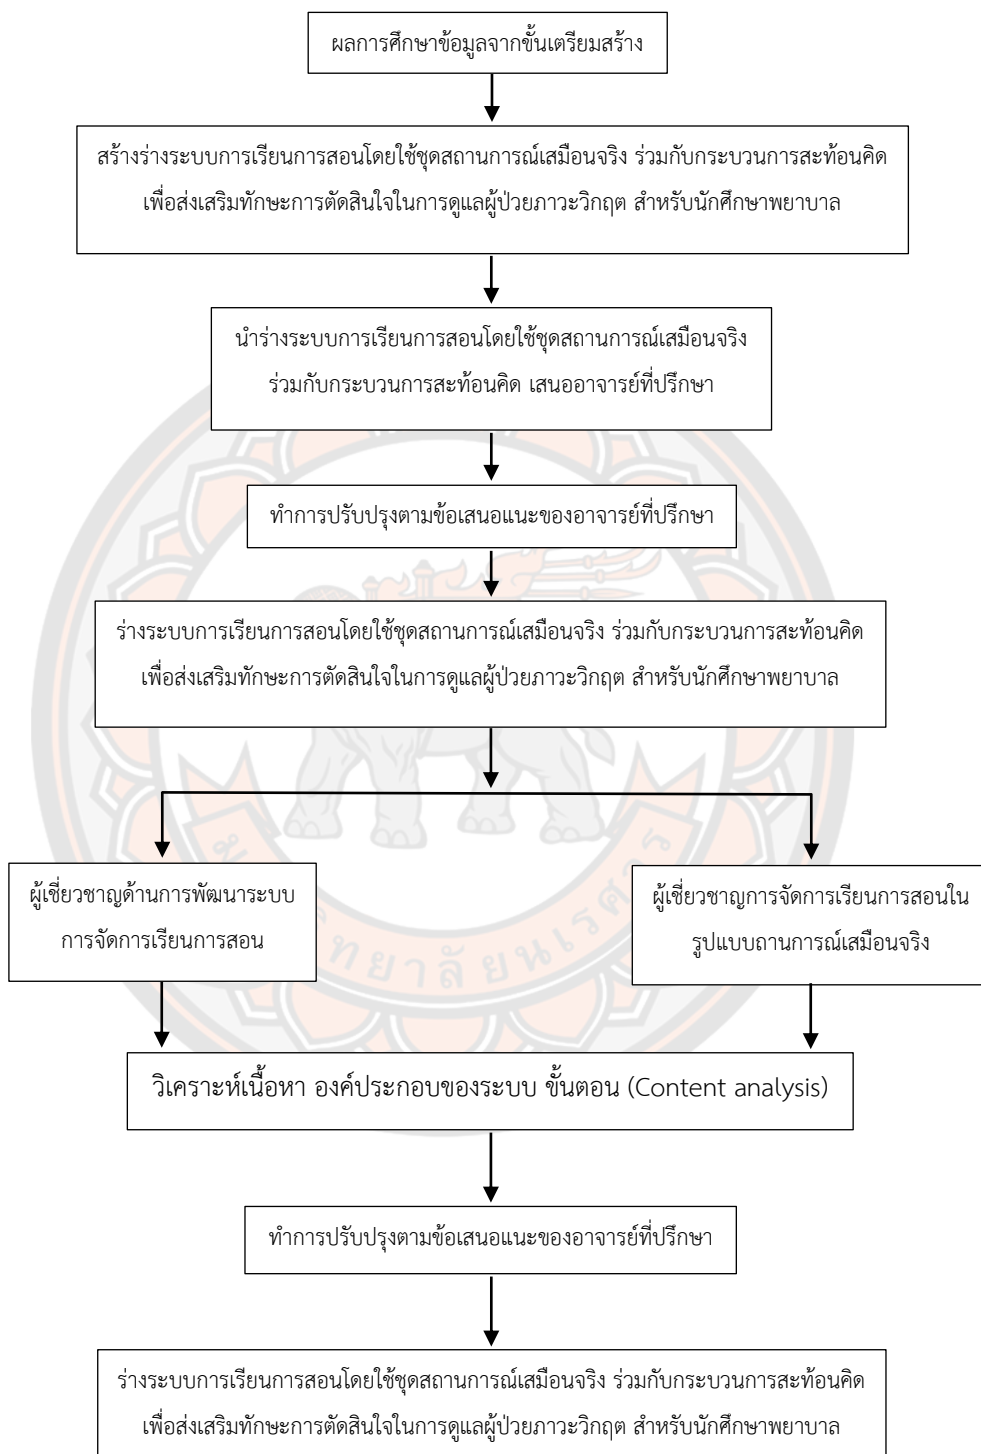 ผลการศึกษาข้อมูลจากขั้นเตรียมสร้าง
สร้างร่างระบบการเรียนการสอนโดยใช้ชุดสถานการณ์เสมือนจริง ร่วมกับกระบวนการสะท้อนคิด
เพื่อส่งเสริมทักษะการตัดสินใจในการดูแลผู้ป่วยภาวะวิกฤต สำหรับนักศึกษาพยาบาล
นำร่างระบบการเรียนการสอนโดยใช้ชุดสถานการณ์เสมือนจริง
ร่วมกับกระบวนการสะท้อนคิด เสนออาจารย์ที่ปรึกษา
ทำการปรับปรุงตามข้อเสนอแนะของอาจารย์ที่ปรึกษา
ร่างระบบการเรียนการสอนโดยใช้ชุดสถานการณ์เสมือนจริง ร่วมกับกระบวนการสะท้อนคิด
เพื่อส่งเสริมทักษะการตัดสินใจในการดูแลผู้ป่วยภาวะวิกฤต สำหรับนักศึกษาพยาบาล
ผู้เชี่ยวชาญด้านการพัฒนาระบบ
การจัดการเรียนการสอน
ผู้เชี่ยวชาญการจัดการเรียนการสอนใน
รูปแบบถานการณ์เสมือนจริง
วิเคราะห์เนื้อหา องค์ประกอบของระบบ ขั้นตอน (Content analysis)
ทำการปรับปรุงตามข้อเสนอแนะของอาจารย์ที่ปรึกษา
ร่างระบบการเรียนการสอนโดยใช้ชุดสถานการณ์เสมือนจริง ร่วมกับกระบวนการสะท้อนคิด
เพื่อส่งเสริมทักษะการตัดสินใจในการดูแลผู้ป่วยภาวะวิกฤต สำหรับนักศึกษาพยาบาล